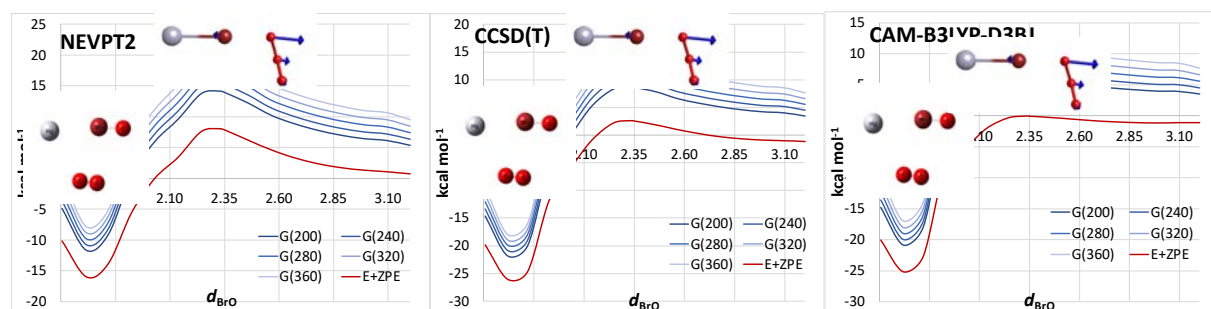 NEVPT2
25
20
15
-5
-10
-15
-20
2.10 2.35 2.60 2.85 3.10
G(200) G(240)
G(280) G(320)
G(360) E+ZPE
dBrO
CCSD(T)
kcal mol-1
20
15
10
-15
-20
-25
-30
2.10 2.35 2.60 2.85 3.10
G(200) G(240)
G(280) G(320)
G(360) E+ZPE
dBrO
kcal mol-1
15
10
5
-15
-20
-25
-30
2.10 2.35 2.60 2.85 3.10
G(200) G(240)
G(280) G(320)
G(360) E+ZPE
dBrO